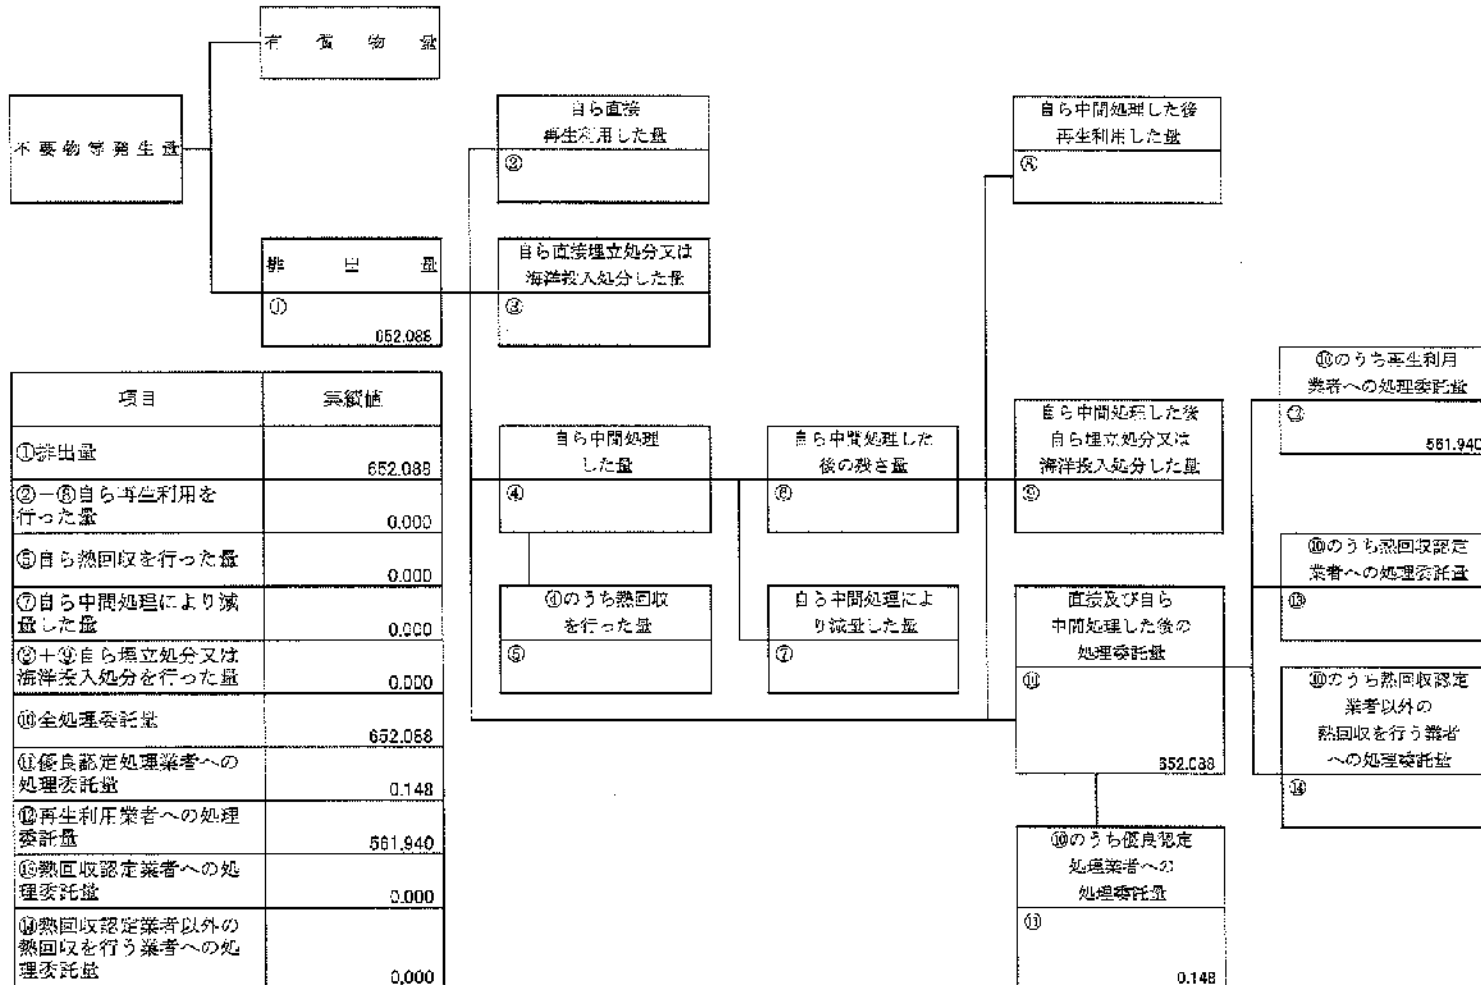 有償物量
不要物等発生量
排出量
①
652.088
自ら直接
再生利用した量
②
自ら直接埋立処分又は
海洋投入処分した量
③
自ら中間処理した後
再生利用した量
⑧
自ら中間処理
した量
④
自ら中間処理した
後の残さ量
⑥
自ら中間処理した後
自ら埋立処分又は
海洋投入処分した量
⑨
④のうち熱回収
を行った量
⑤
自ら中間処理によ
り減量した量
⑦
直接及び自ら
中間処理した後の
処理委託量
⑩
652.088
⑩のうち再生利用
業者への処理委託量
⑫
561.940
⑩のうち熱回収認定
業者への処理委託量
⑬
⑩のうち熱回収認定
業者以外の
熱回収を行う業者
への処理委託量
⑭
⑩のうち優良認定
処理業者への
処理委託量
⑪
0.148
項目 実績値
①排出量 652.088
②+⑧自ら再生利用を
行った量 0.000
⑤自ら熱回収を行った量 0.000
⑦自ら中間処理により減
量した量 0.000
③+⑨自ら埋立処分又は
海洋投入処分を行った量 0.000
⑩全処理委託量 652.088
⑪優良認定処理業者への
処理委託量 0.148
⑫再生利用業者への処理
委託量 561.940
⑬熱回収認定業者への処
理委託量 0.000
⑭熱回収認定業者以外の
熱回収を行う業者への処
理委託量 0.000